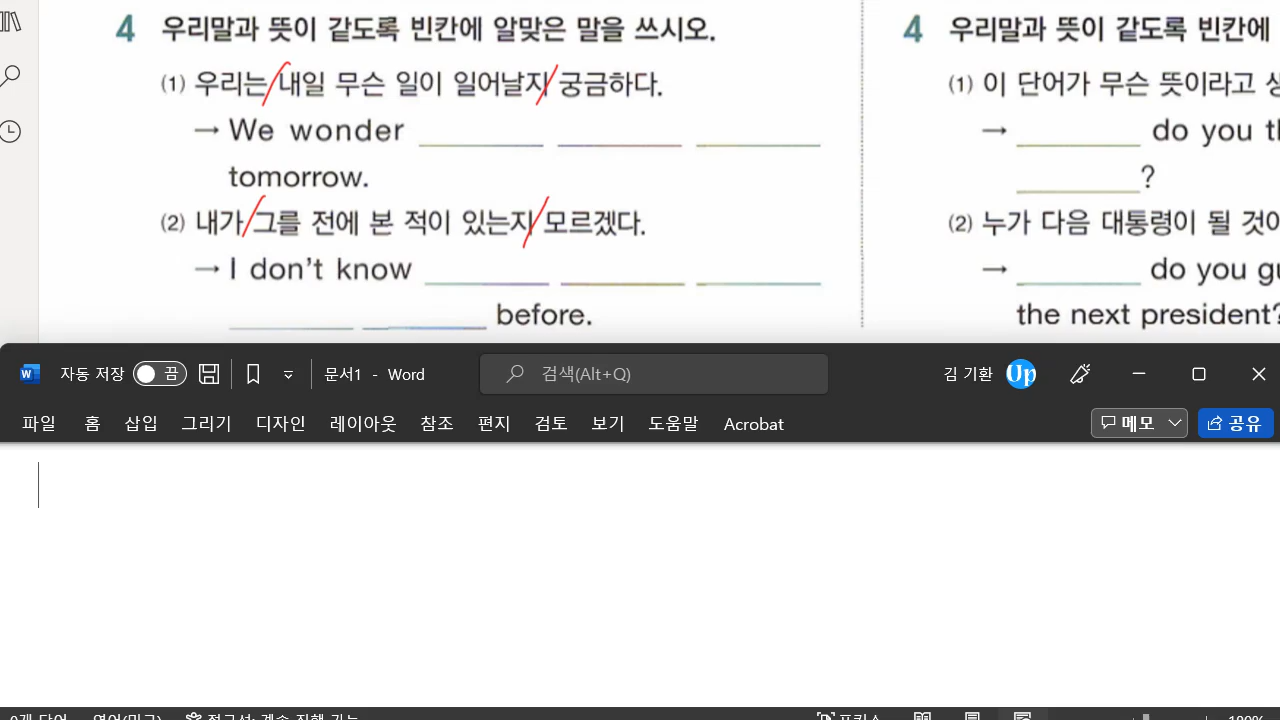 4 우리말과 뜻이 같도록 빈칸에 알맞은 말을 쓰시오.
(1) 우리는 내일 무슨 일이 일어날지 궁금하다.
→ We wonder
tomorrow.
(2) 내가 그를 전에 본 적이 있는지 모르겠다.
→ I don't know
before.
4 우리말과 뜻이 같도록 빈칸에
(1) 이 단어가 무슨 뜻이라고
→ do you
?
(2) 누가 다음 대통령이 될
→ do you
the next president?
자동 저장 끔 문서1 - Word 검색(Alt+Q) 김 기환 Up
파일 홈 삽입 그리기 디자인 레이아웃 참조 편지 검토 보기 도움말 Acrobat 메모 공유